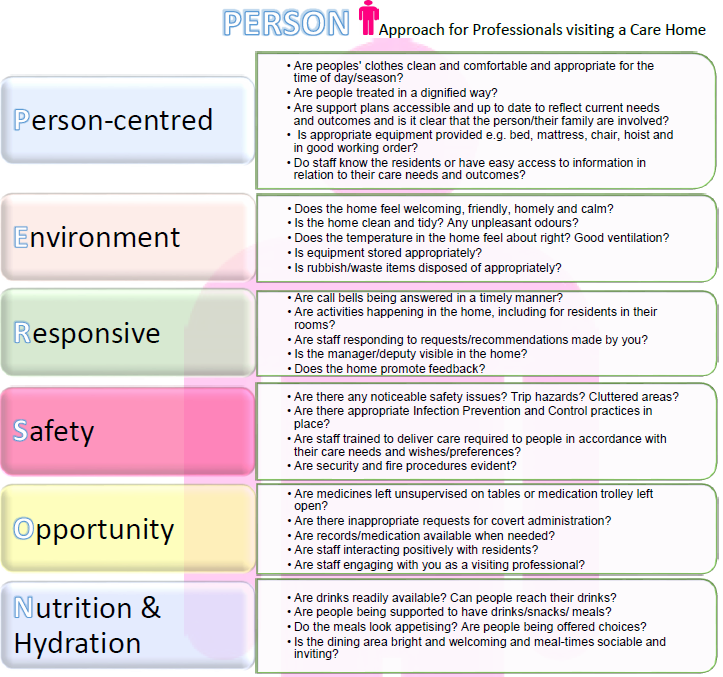 PERSON Approach for Professionals visiting a Care Home
Person-centred
• Are peoples' clothes clean and comfortable and appropriate for the
time of day/season?
• Are people treated in a dignified way?
• Are support plans accessible and up to date to reflect current needs
and outcomes and is it clear that the person/their family are involved?
• Is appropriate equipment provided e.g. bed, mattress, chair, hoist and
in good working order?
• Do staff know the residents or have easy access to information in
relation to their care needs and outcomes?
Environment
• Does the home feel welcoming, friendly, homely and calm?
• Is the home clean and tidy? Any unpleasant odours?
• Does the temperature in the home feel about right? Good ventilation?
• Is equipment stored appropriately?
• Is rubbish/waste items disposed of appropriately?
Responsive
• Are call bells being answered in a timely manner?
• Are activities happening in the home, including for residents in their
rooms?
• Are staff responding to requests/recommendations made by you?
• Is the manager/deputy visible in the home?
• Does the home promote feedback?
Safety
• Are there any noticeable safety issues? Trip hazards? Cluttered areas?
• Are there appropriate Infection Prevention and Control practices in
place?
• Are staff trained to deliver care required to people in accordance with
their care needs and wishes/preferences?
• Are security and fire procedures evident?
Opportunity
• Are medicines left unsupervised on tables or medication trolley left
open?
• Are there inappropriate requests for covert administration?
• Are records/medication available when needed?
• Are staff interacting positively with residents?
• Are staff engaging with you as a visiting professional?
Nutrition &
Hydration
• Are drinks readily available? Can people reach their drinks?
• Are people being supported to have drinks/snacks/ meals?
• Do the meals look appetising? Are people being offered choices?
• Is the dining area bright and welcoming and meal-times sociable and
inviting?